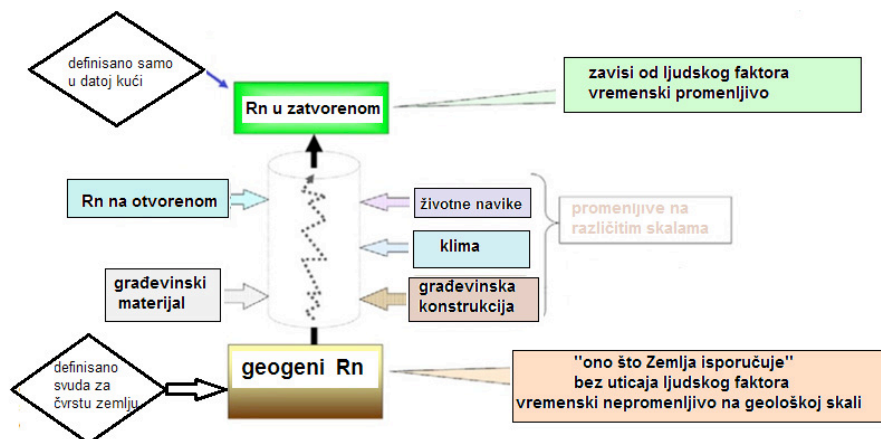 definisano samo
u datoj kući
Rn u zatvorenom
zavisi od ljudskog faktora
vremenski promenljivo
Rn na otvorenom
životne navike
promenljive na
različitim skalama
klima
građevinski
materijal
građevinska
konstrukcija
definisano
svuda za
čvrstu zemlju
geogeni Rn
"ono što Zemlja isporučuje"
bez uticaja ljudskog faktora
vremenski nepromenljivo na geološkoj skali